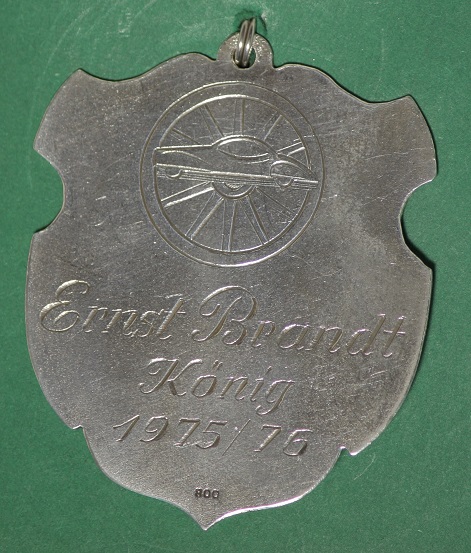 Ernst Brandt
König
1975/76
800